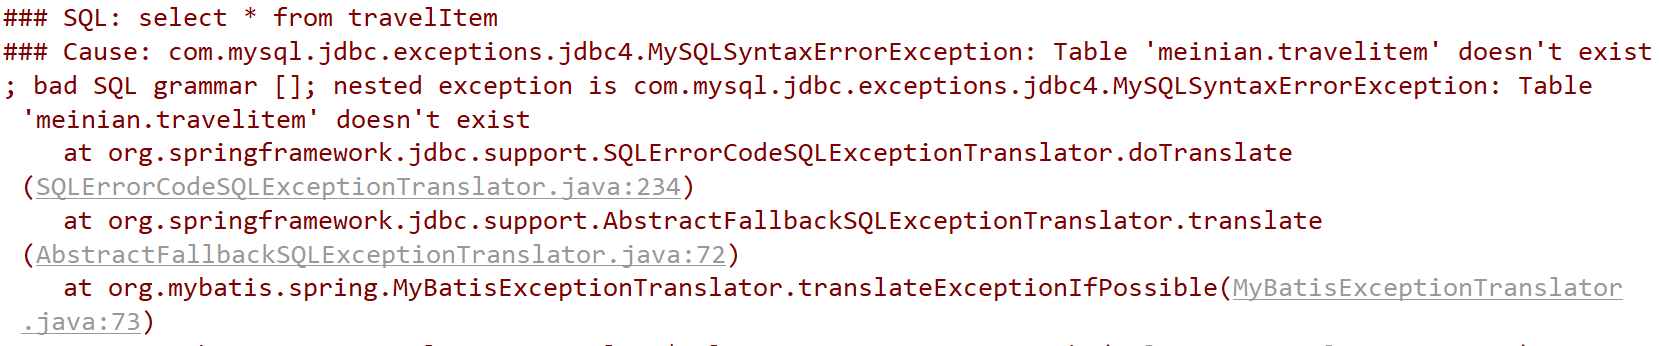 ### SQL: select * from travelItem
### Cause: com.mysql.jdbc.exceptions.jdbc4.MySQLSyntaxErrorException: Table 'meinian.travelitem' doesn't exist
; bad SQL grammar []; nested exception is com.mysql.jdbc.exceptions.jdbc4.MySQLSyntaxErrorException: Table
'meinian.travelitem' doesn't exist
at org.springframework.jdbc.support.SQLErrorCodeSQLExceptionTranslator.doTranslate
(SQLErrorCodeSQLExceptionTranslator.java:234)
at org.springframework.jdbc.support.AbstractFallbackSQLExceptionTranslator.translate
(AbstractFallbackSQLExceptionTranslator.java:72)
at org.mybatis.spring.MyBatisExceptionTranslator.translateExceptionIfPossible(MyBatisExceptionTranslator
.java:73)